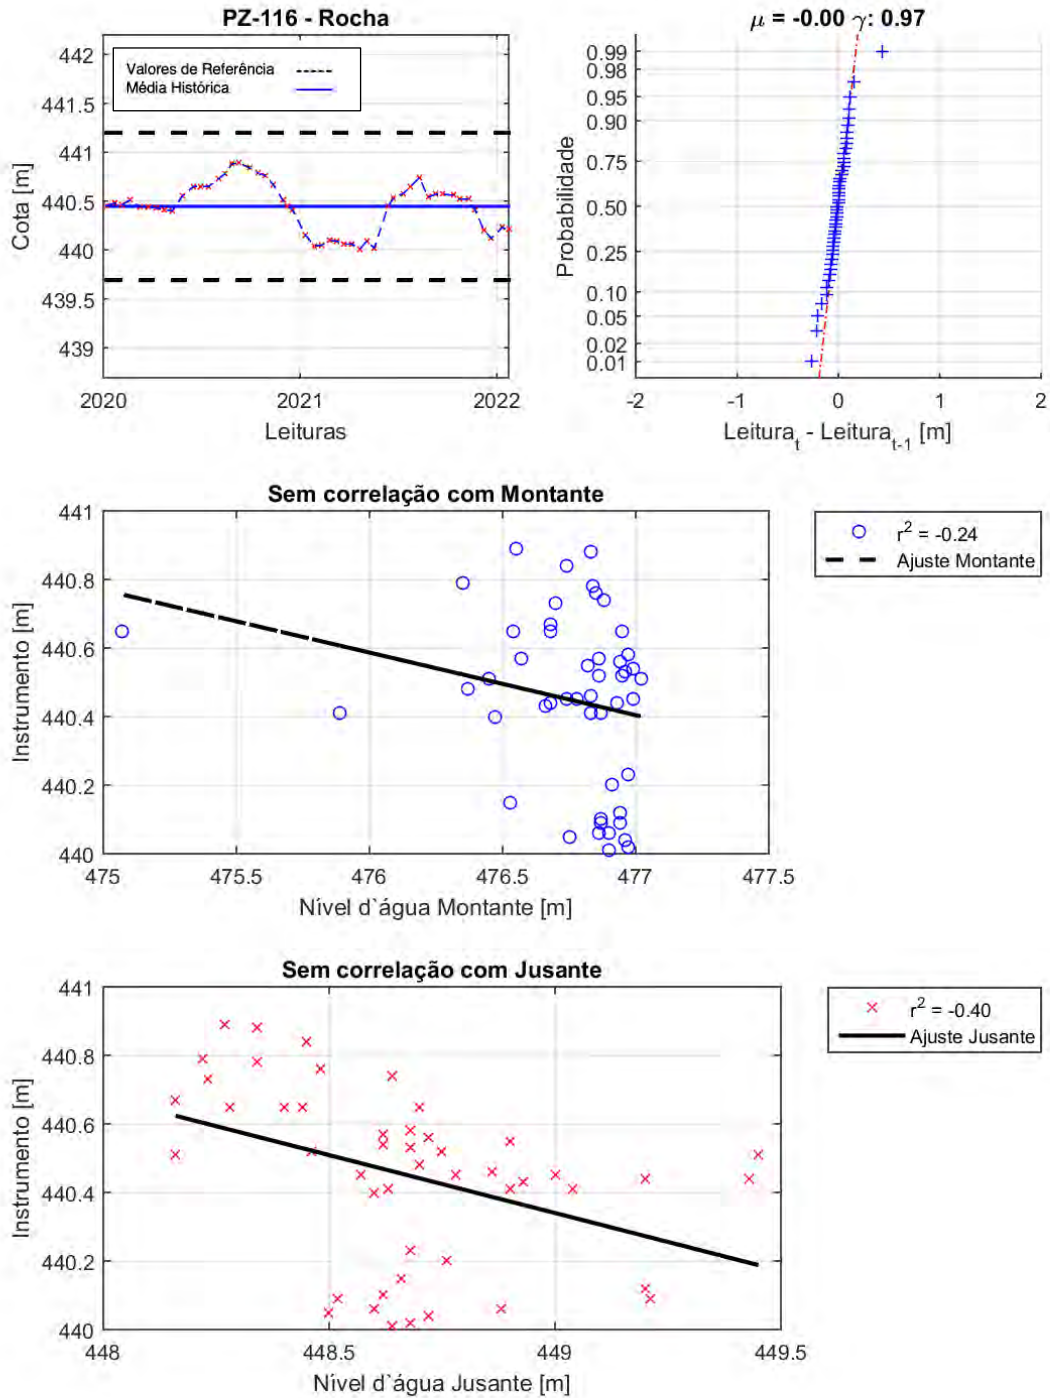 PZ-116 - Rocha
442
441.5
441
440.5
440
439.5
439
Cota [m]
Valores de Referência
Média Histórica
2020
2021
2022
Leituras
μ = -0.00 γ: 0.97
0.99
0.98
0.95
0.90
0.75
0.50
0.25
0.10
0.05
0.02
0.01
Probabilidade
-2
-1
0
1
2
Leitura_t - Leitura_t-1 [m]
Sem correlação com Montante
441
440.8
440.6
440.4
440.2
440
Instrumento [m]
475
475.5
476
476.5
477
477.5
Nível d`água Montante [m]
r² = -0.24
Ajuste Montante
Sem correlação com Jusante
441
440.8
440.6
440.4
440.2
440
Instrumento [m]
448
448.5
449
449.5
Nível d`água Jusante [m]
r² = -0.40
Ajuste Jusante